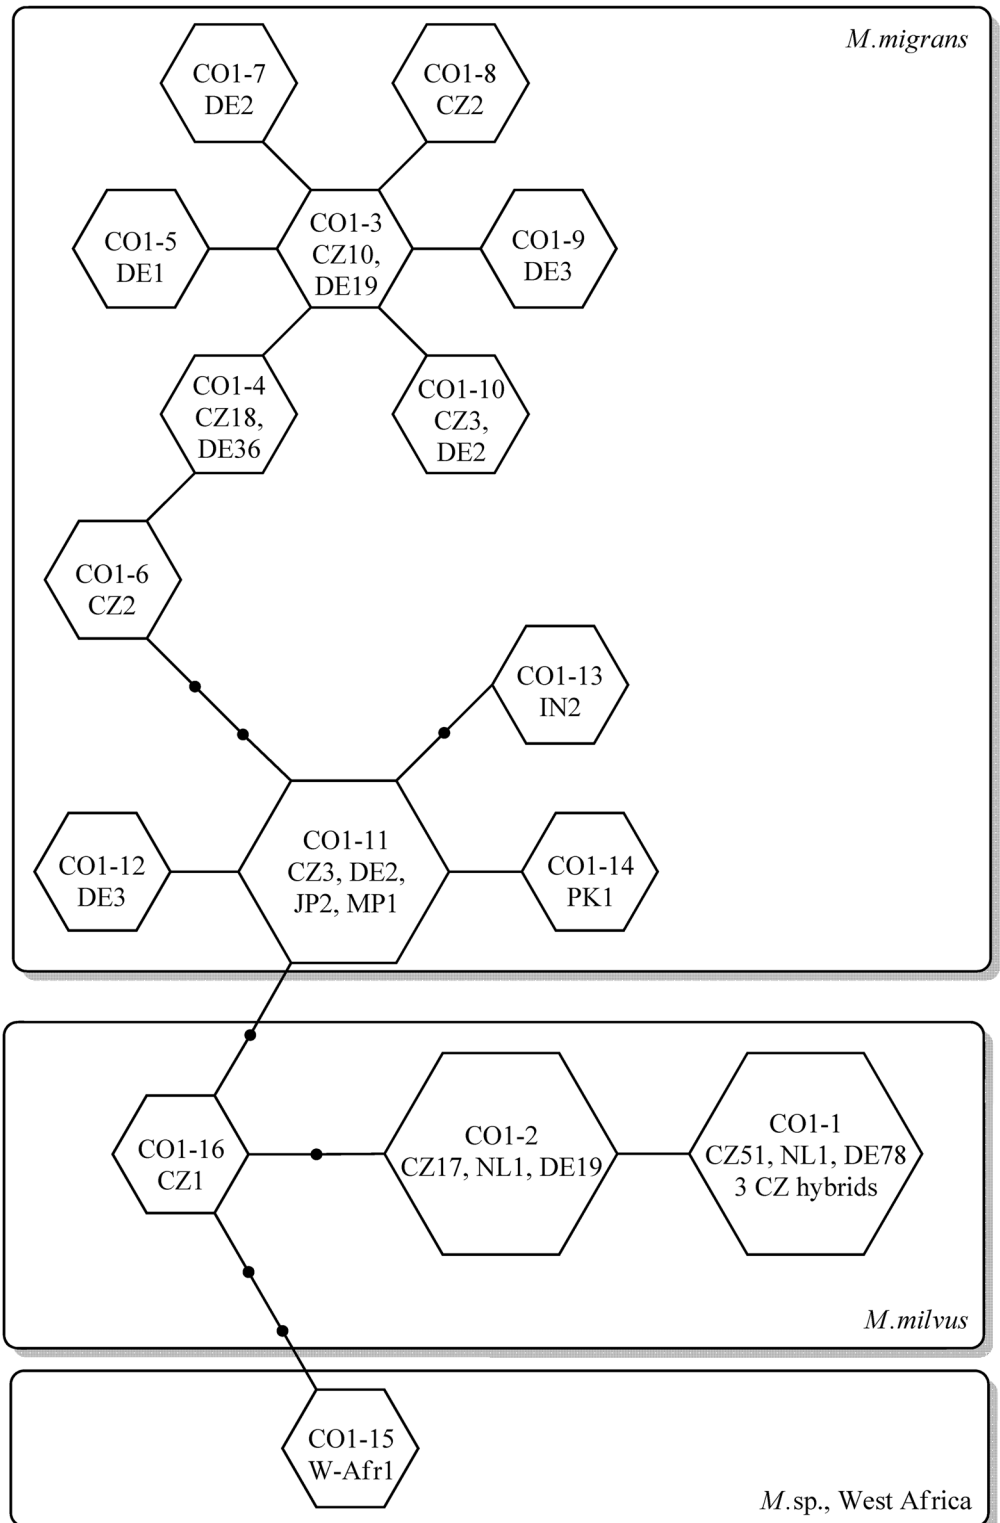 M.migrans
CO1-7
DE2
CO1-8
CZ2
CO1-5
DE1
CO1-3
CZ10,
DE19
CO1-9
DE3
CO1-4
CZ18,
DE36
CO1-10
CZ3,
DE2
CO1-6
CZ2
CO1-13
IN2
CO1-12
DE3
CO1-11
CZ3, DE2,
JP2, MP1
CO1-14
PK1
CO1-16
CZ1
CO1-2
CZ17, NL1, DE19
CO1-1
CZ51, NL1, DE78
3 CZ hybrids
M.milvus
CO1-15
W-Afr1
M.sp., West Africa